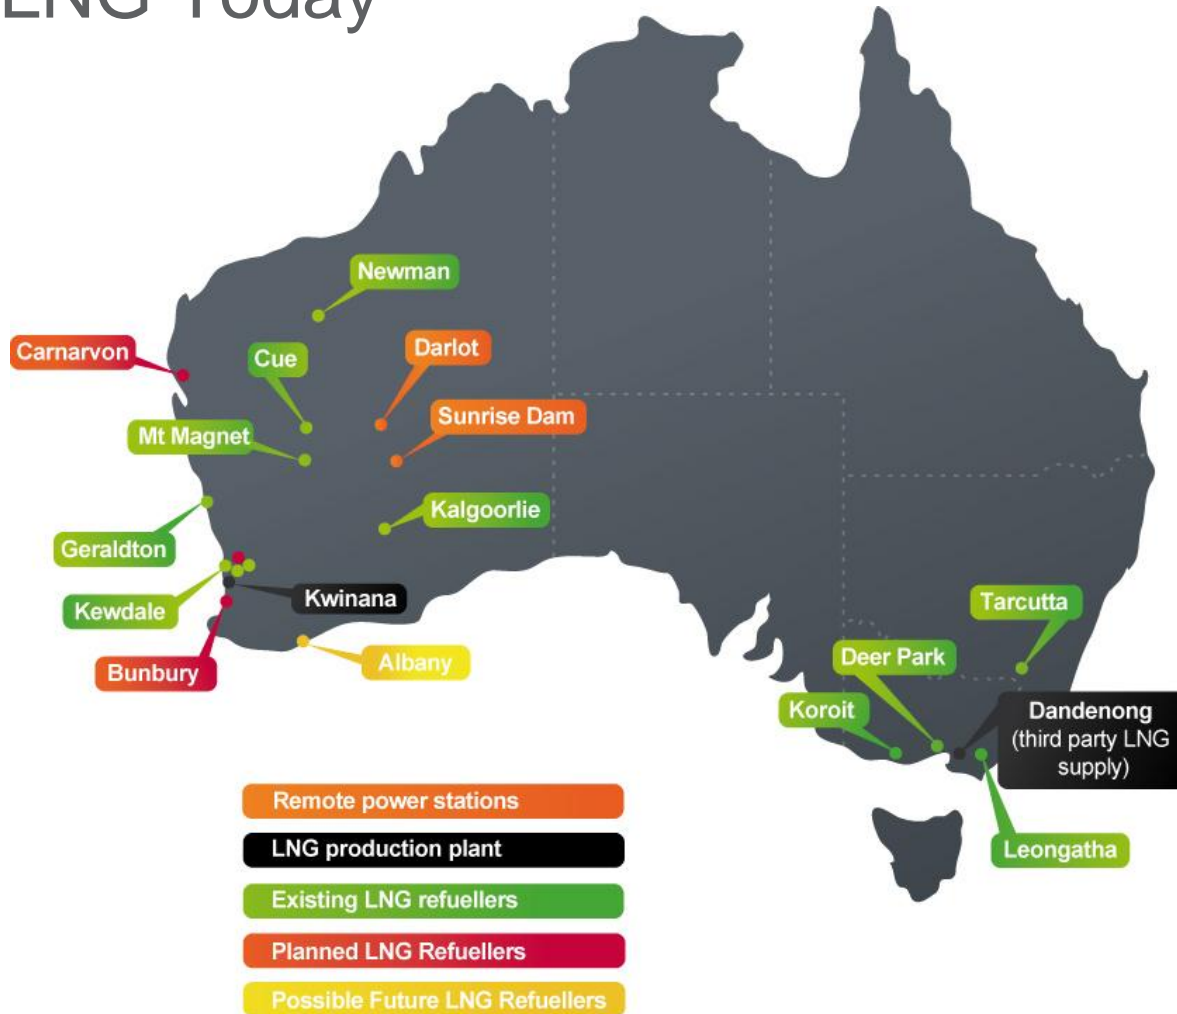 LNG Today
Newman
Carnarvon
Cue
Darlot
Sunrise Dam
Mt Magnet
Kalgoorlie
Geraldton
Kewdale
Kwinana
Bunbury
Albany
Tarcutta
Deer Park
Koroit
Dandenong
(third party LNG
supply)
Leongatha
Remote power stations
LNG production plant
Existing LNG refuellers
Planned LNG Refuellers
Possible Future LNG Refuellers